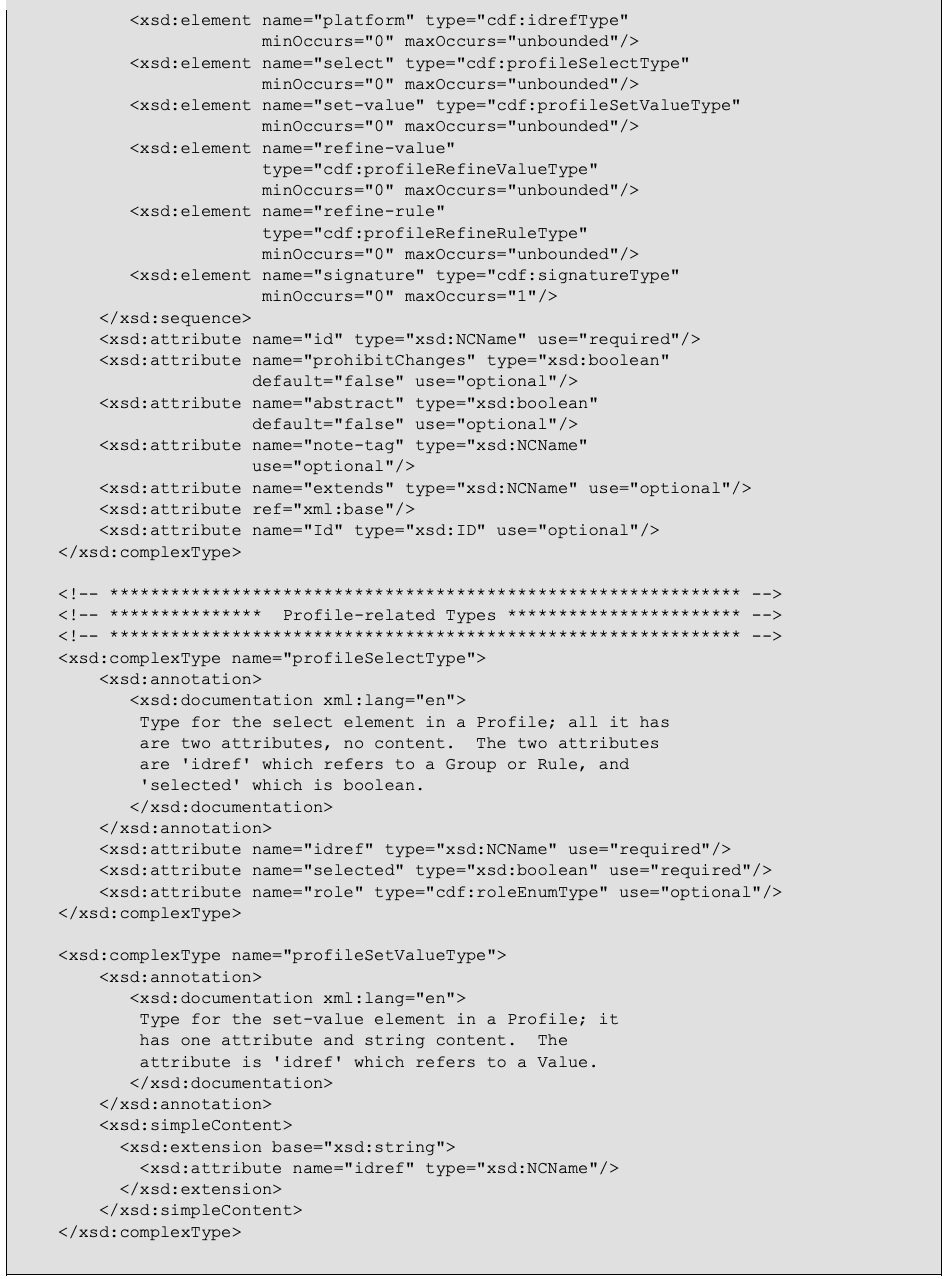 <xsd:element name="platform" type="cdf:idrefType"
minOccurs="0" maxOccurs="unbounded"/>
<xsd:element name="select" type="cdf:profileSelectType"
minOccurs="0" maxOccurs="unbounded"/>
<xsd:element name="set-value" type="cdf:profileSetValueType"
minOccurs="0" maxOccurs="unbounded"/>
<xsd:element name="refine-value"
type="cdf:profileRefineValueType"
minOccurs="0" maxOccurs="unbounded"/>
<xsd:element name="refine-rule"
type="cdf:profileRefineRuleType"
minOccurs="0" maxOccurs="unbounded"/>
<xsd:element name="signature" type="cdf:signatureType"
minOccurs="0" maxOccurs="1"/>
</xsd:sequence>
<xsd:attribute name="id" type="xsd:NCName" use="required"/>
<xsd:attribute name="prohibitChanges" type="xsd:boolean"
default="false" use="optional"/>
<xsd:attribute name="abstract" type="xsd:boolean"
default="false" use="optional"/>
<xsd:attribute name="note-tag" type="xsd:NCName"
use="optional"/>
<xsd:attribute name="extends" type="xsd:NCName" use="optional"/>
<xsd:attribute ref="xml:base"/>
<xsd:attribute name="Id" type="xsd:ID" use="optional"/>
</xsd:complexType>
<!-- ************************************************************** -->
<!-- *************** Profile-related Types *********************** -->
<!-- ************************************************************** -->
<xsd:complexType name="profileSelectType">
<xsd:annotation>
<xsd:documentation xml:lang="en">
Type for the select element in a Profile; all it has
are two attributes, no content. The two attributes
are 'idref' which refers to a Group or Rule, and
'selected' which is boolean.
</xsd:documentation>
</xsd:annotation>
<xsd:attribute name="idref" type="xsd:NCName" use="required"/>
<xsd:attribute name="selected" type="xsd:boolean" use="required"/>
<xsd:attribute name="role" type="cdf:roleEnumType" use="optional"/>
</xsd:complexType>
<xsd:complexType name="profileSetValueType">
<xsd:annotation>
<xsd:documentation xml:lang="en">
Type for the set-value element in a Profile; it
has one attribute and string content. The
attribute is 'idref' which refers to a Value.
</xsd:documentation>
</xsd:annotation>
<xsd:simpleContent>
<xsd:extension base="xsd:string">
<xsd:attribute name="idref" type="xsd:NCName"/>
</xsd:extension>
</xsd:simpleContent>
</xsd:complexType>